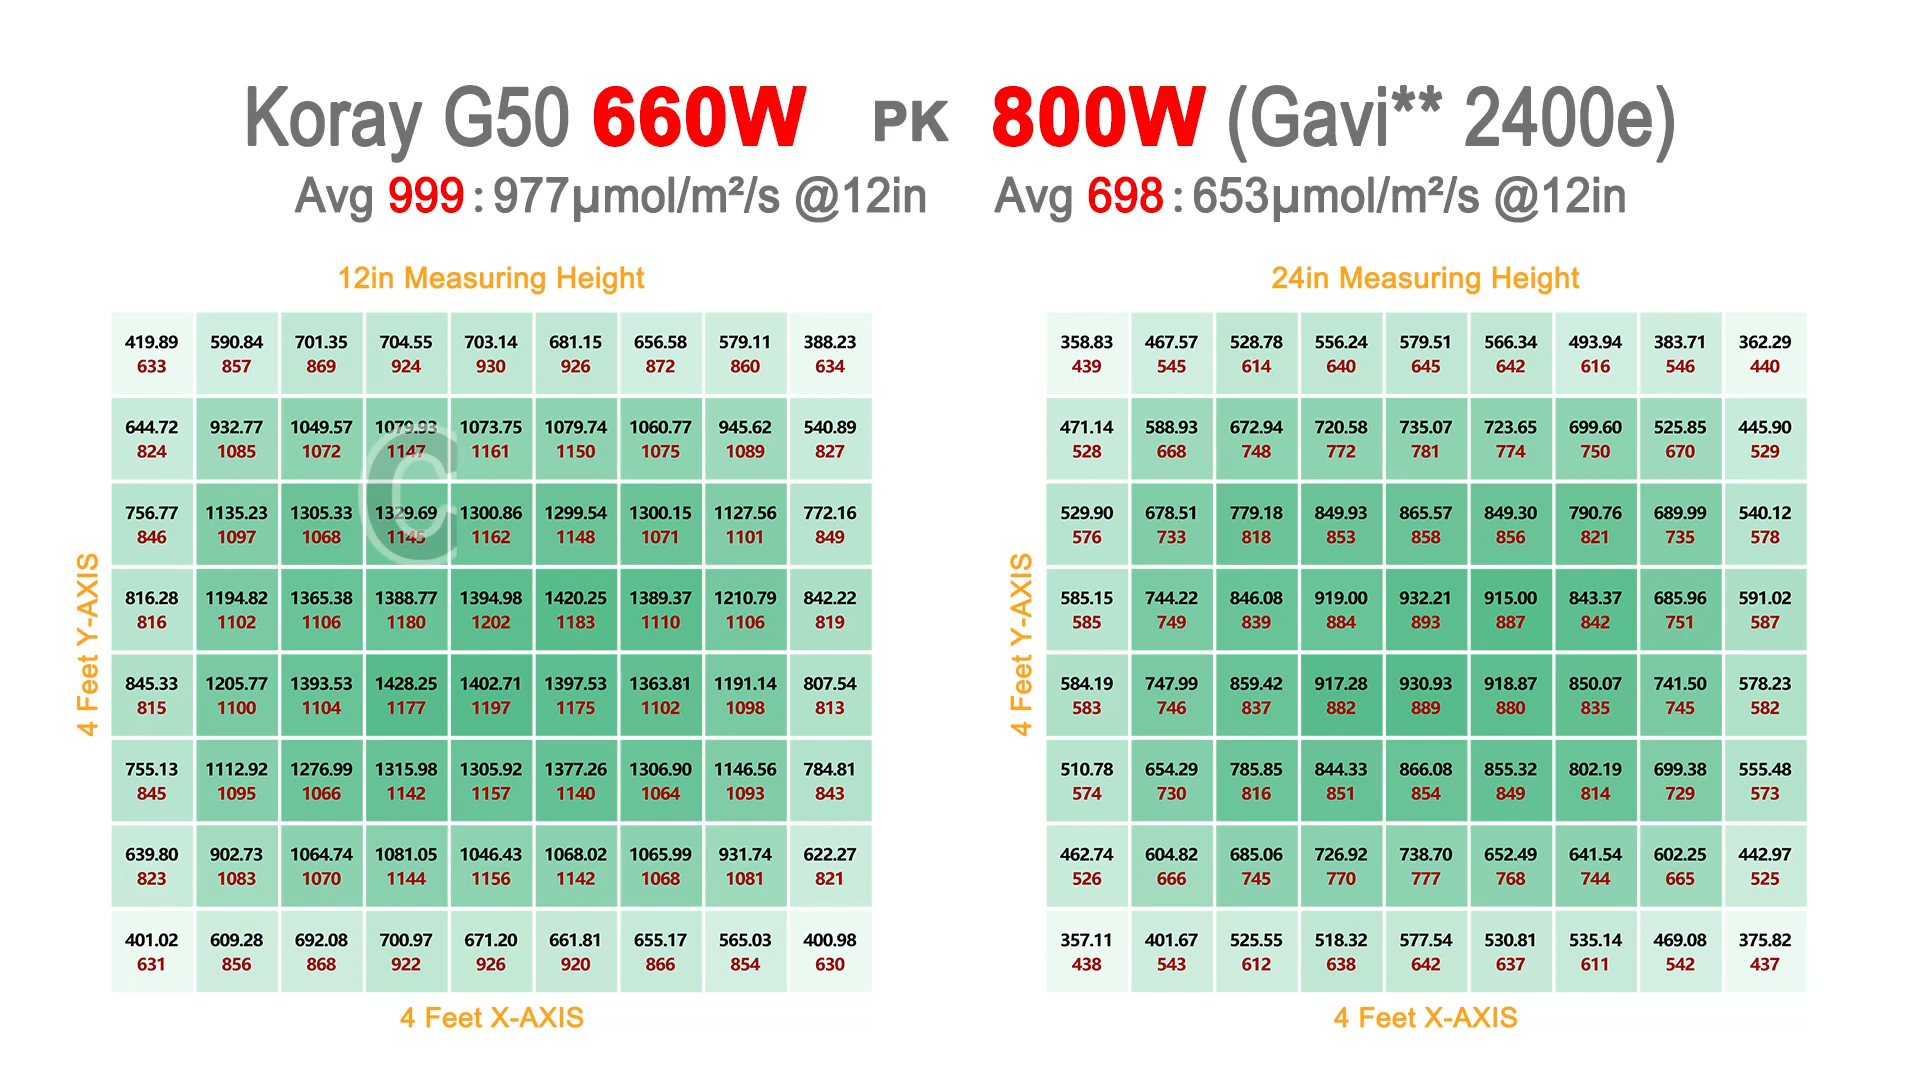 Koray G50 660W PK 800W (Gavi** 2400e)
Avg 999 : 977µmol/m²/s @12in Avg 698 : 653µmol/m²/s @12in
12in Measuring Height
419.89 590.84 701.35 704.55 703.14 681.15 656.58 579.11 388.23
633 857 869 924 930 926 872 860 634
644.72 932.77 1049.57 1079.93 1073.75 1079.74 1060.77 945.62 540.89
824 1085 1072 1147 1161 1150 1075 1089 827
756.77 1135.23 1305.33 1329.69 1300.86 1299.54 1300.15 1127.56 772.16
846 1097 1068 1145 1162 1148 1071 1101 849
816.28 1194.82 1365.38 1388.77 1394.98 1420.25 1389.37 1210.79 842.22
816 1102 1106 1180 1202 1183 1110 1106 819
845.33 1205.77 1393.53 1428.25 1402.71 1397.53 1363.81 1191.14 807.54
815 1100 1104 1177 1197 1175 1102 1098 813
755.13 1112.92 1276.99 1315.98 1305.92 1377.26 1306.90 1146.56 784.81
845 1095 1066 1142 1157 1140 1064 1093 843
639.80 902.73 1064.74 1081.05 1046.43 1068.02 1065.99 931.74 622.27
823 1083 1070 1144 1156 1142 1068 1081 821
401.02 609.28 692.08 700.97 671.20 661.81 655.17 565.03 400.98
631 856 868 922 926 920 866 854 630
4 Feet Y-AXIS
4 Feet X-AXIS
©
24in Measuring Height
358.83 467.57 528.78 556.24 579.51 566.34 493.94 383.71 362.29
439 545 614 640 645 642 616 546 440
471.14 588.93 672.94 720.58 735.07 723.65 699.60 525.85 445.90
528 668 748 772 781 774 750 670 529
529.90 678.51 779.18 849.93 865.57 849.30 790.76 689.99 540.12
576 733 818 853 858 856 821 735 578
585.15 744.22 846.08 919.00 932.21 915.00 843.37 685.96 591.02
585 749 839 884 893 887 842 751 587
584.19 747.99 859.42 917.28 930.93 918.87 850.07 741.50 578.23
583 746 837 882 889 880 835 745 582
510.78 654.29 785.85 844.33 866.08 855.32 802.19 699.38 555.48
574 730 816 851 854 849 814 729 573
462.74 604.82 685.06 726.92 738.70 652.49 641.54 602.25 442.97
526 666 745 770 777 768 744 665 525
357.11 401.67 525.55 518.32 577.54 530.81 535.14 469.08 375.82
438 543 612 638 642 637 611 542 437
4 Feet Y-AXIS
4 Feet X-AXIS